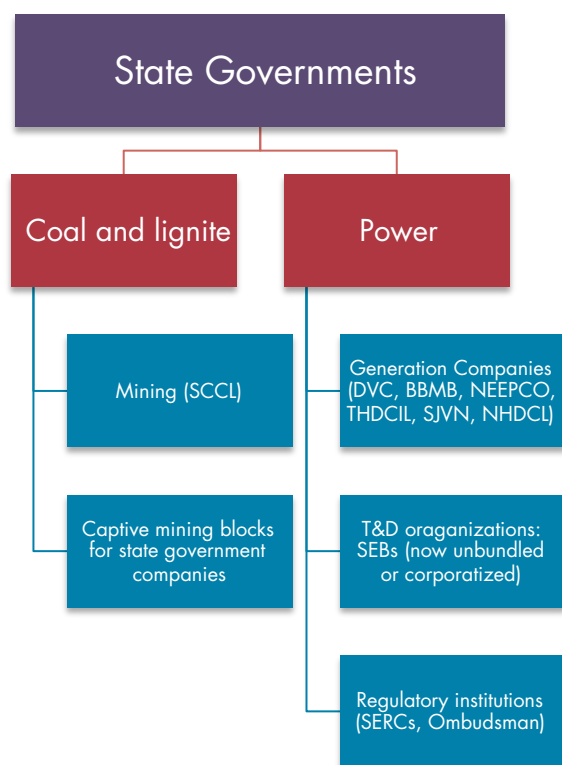 State Governments
Coal and lignite
Power
Mining (SCCL)
Generation Companies
(DVC, BBMB, NEEPCO,
THDCIL, SJVN, NHDCL)
Captive mining blocks
for state government
companies
T&D oraganizations:
SEBs (now unbundled
or corporatized)
Regulatory institutions
(SERCs, Ombudsman)